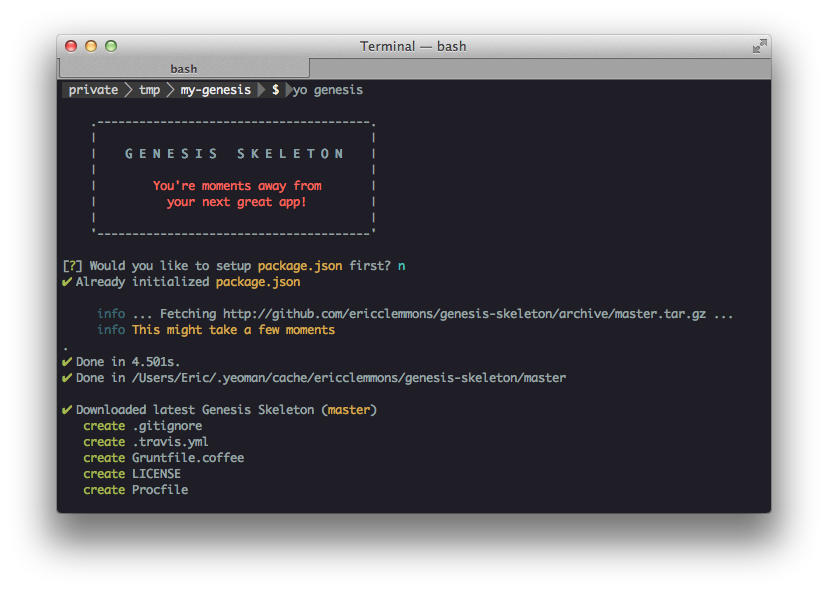 Terminal — bash
bash
private tmp my-genesis $ yo genesis
GENESIS SKELETON
You're moments away from
your next great app!
[?] Would you like to setup package.json first? n
✔ Already initialized package.json
info ... Fetching http://github.com/ericclemmons/genesis-skeleton/archive/master.tar.gz ...
info This might take a few moments
.
✔ Done in 4.501s.
✔ Done in /Users/Eric/.yeoman/cache/ericclemmons/genesis-skeleton/master
✔ Downloaded latest Genesis Skeleton (master)
create .gitignore
create .travis.yml
create Gruntfile.coffee
create LICENSE
create Procfile